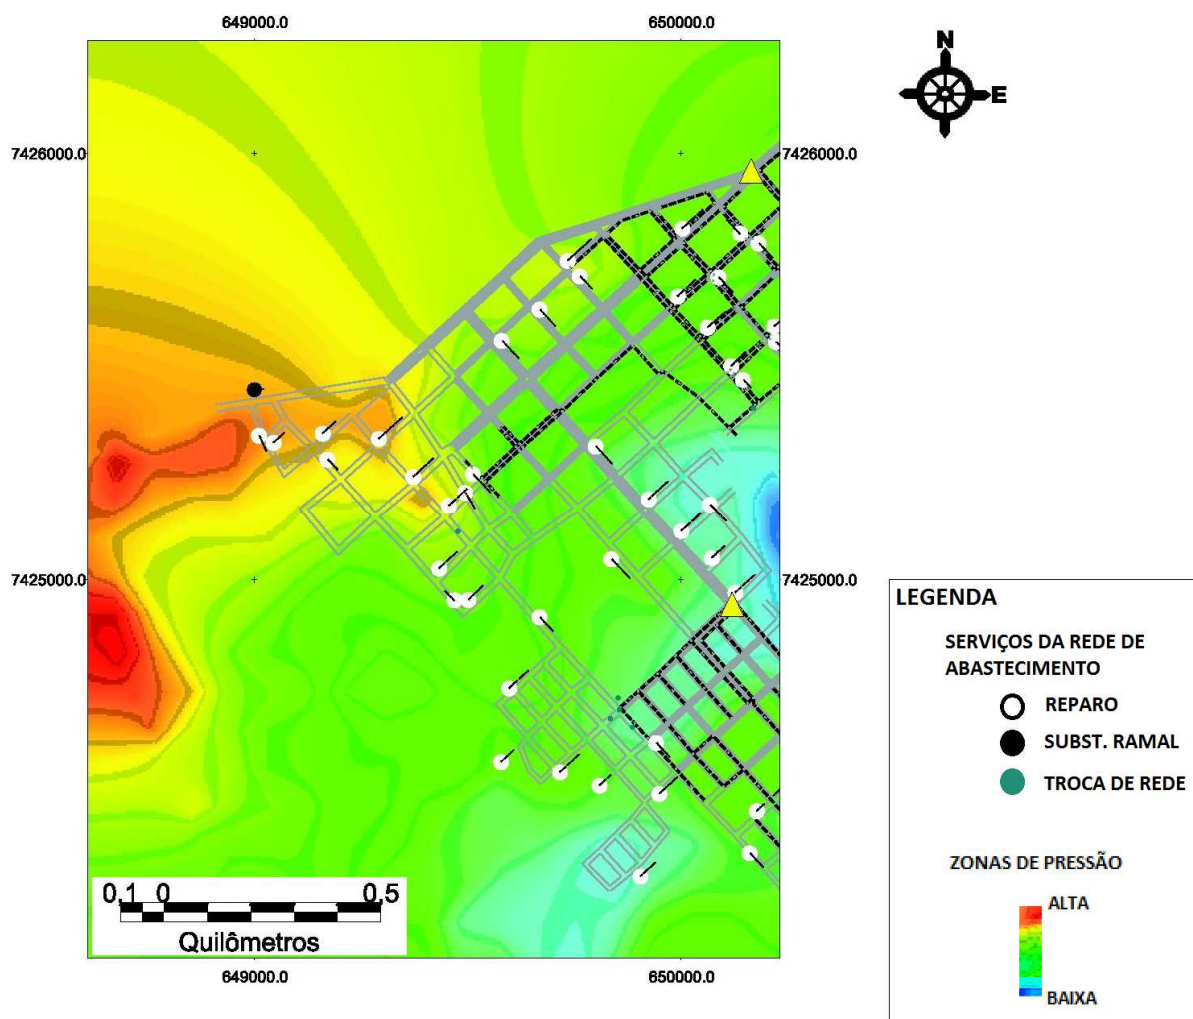 649000.0 650000.0
N
E
7426000.0 7426000.0
7425000.0 7425000.0
LEGENDA
SERVIÇOS DA REDE DE
ABASTECIMENTO
REPARO
SUBST. RAMAL
TROCA DE REDE
ZONAS DE PRESSÃO
ALTA
BAIXA
0,1 0 0,5
Quilômetros
649000.0 650000.0